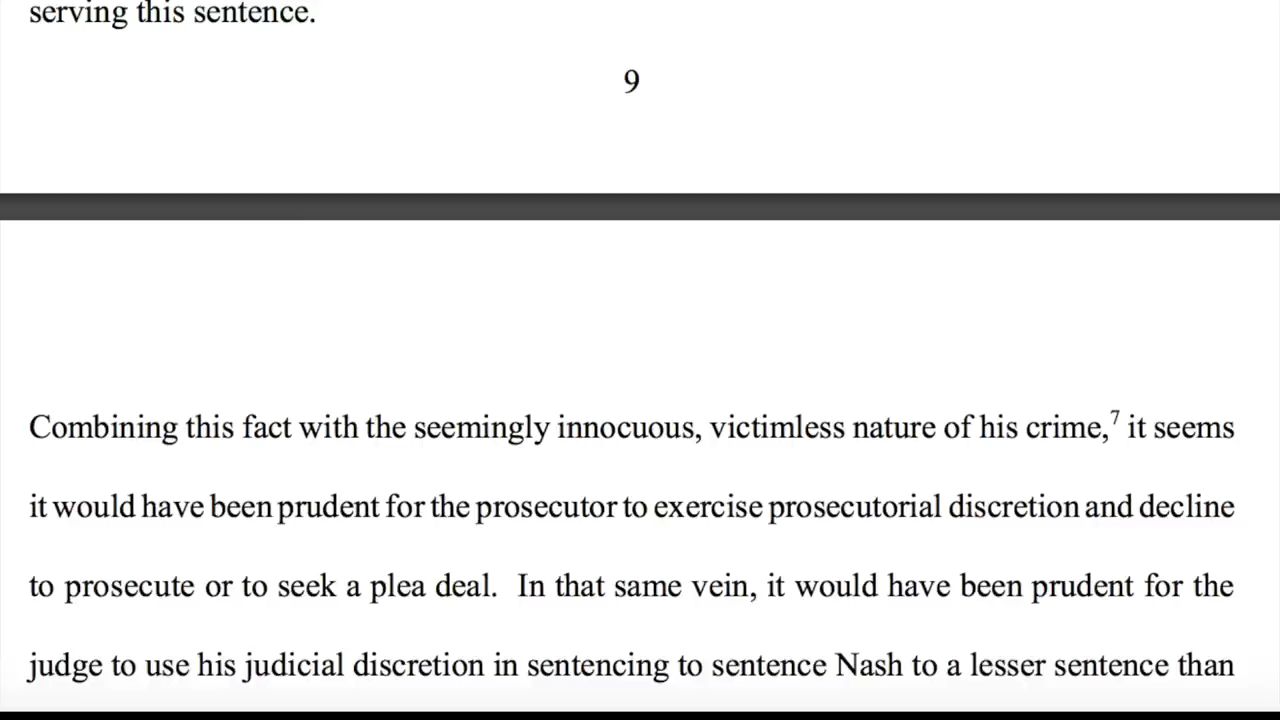 serving this sentence.
9
Combining this fact with the seemingly innocuous, victimless nature of his crime,⁷ it seems
it would have been prudent for the prosecutor to exercise prosecutorial discretion and decline
to prosecute or to seek a plea deal. In that same vein, it would have been prudent for the
judge to use his judicial discretion in sentencing to sentence Nash to a lesser sentence than